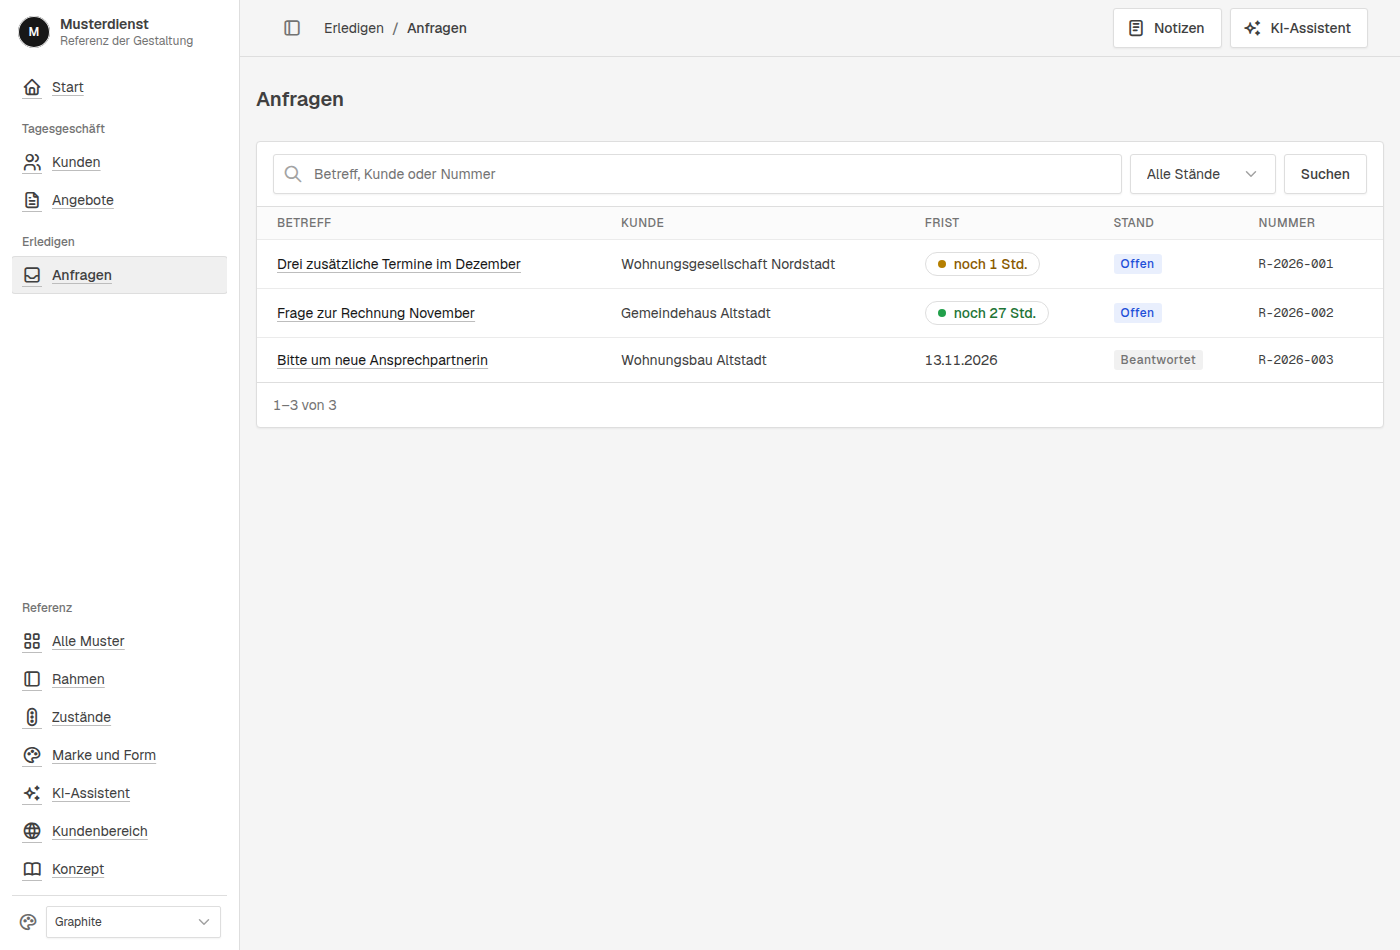 M
Musterdienst
Referenz der Gestaltung
Start
Tagesgeschäft
Kunden
Angebote
Erledigen
Anfragen
Referenz
Alle Muster
Rahmen
Zustände
Marke und Form
KI-Assistent
Kundenbereich
Konzept
Graphite
Erledigen / Anfragen
Notizen
KI-Assistent
Anfragen
Betreff, Kunde oder Nummer
Alle Stände
Suchen
BETREFF KUNDE FRIST STAND NUMMER
Drei zusätzliche Termine im Dezember Wohnungsgesellschaft Nordstadt noch 1 Std. Offen R-2026-001
Frage zur Rechnung November Gemeindehaus Altstadt noch 27 Std. Offen R-2026-002
Bitte um neue Ansprechpartnerin Wohnungsbau Altstadt 13.11.2026 Beantwortet R-2026-003
1–3 von 3